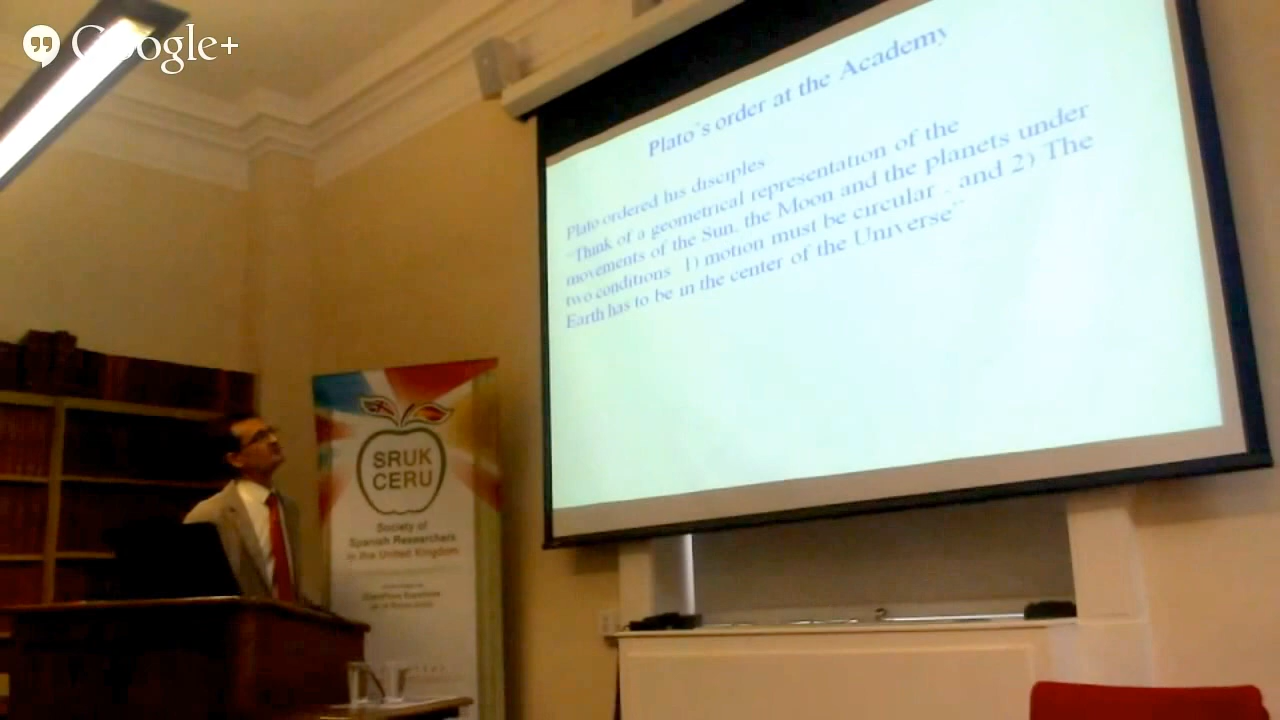 Google+
Plato´s order at the Academy
Plato ordered his disciples
“Think of a geometrical representation of the
movements of the Sun, the Moon and the planets under
two conditions 1) motion must be circular , and 2) The
Earth has to be in the center of the Universe”
SRUK
CERU
Society of
Spanish Researchers
in the United Kingdom